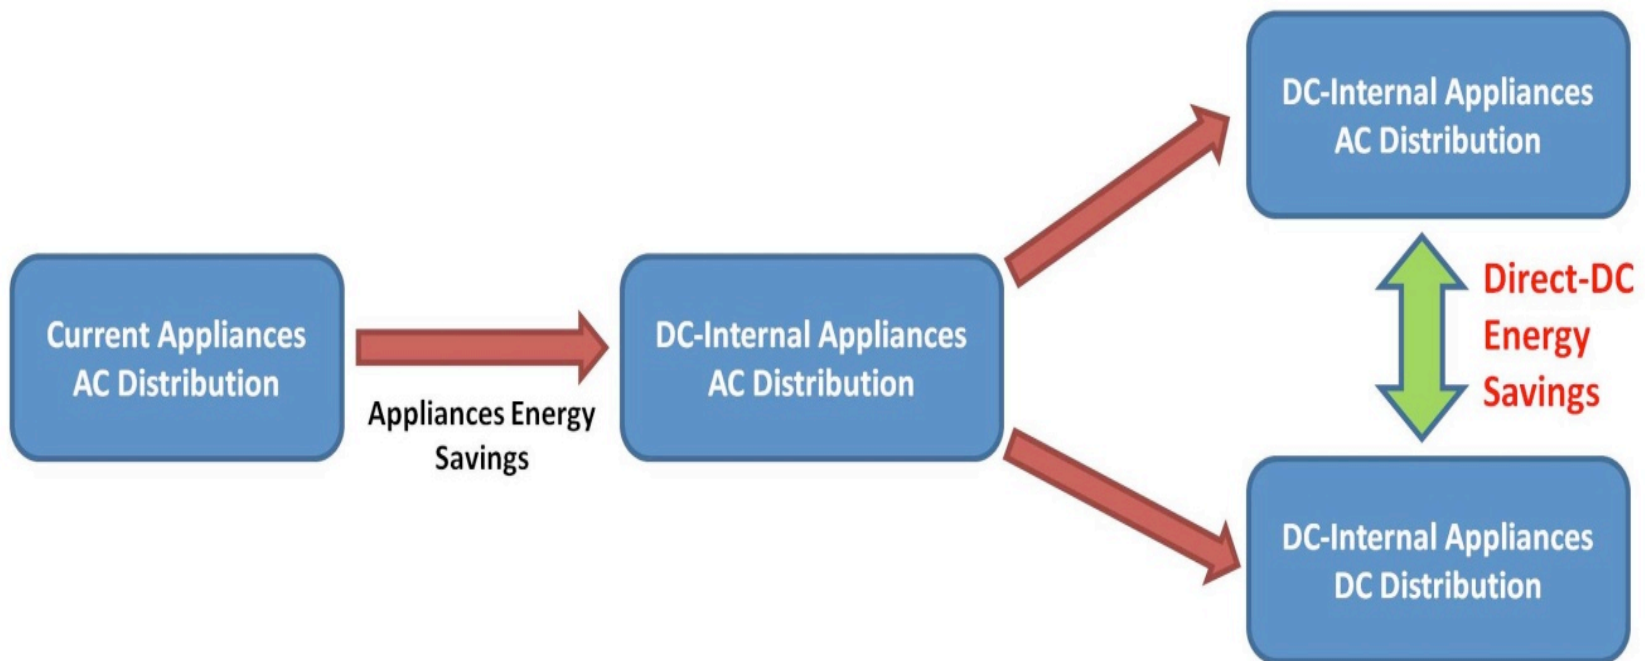 Current Appliances
AC Distribution
Appliances Energy
Savings
DC-Internal Appliances
AC Distribution
DC-Internal Appliances
AC Distribution
Direct-DC
Energy
Savings
DC-Internal Appliances
DC Distribution